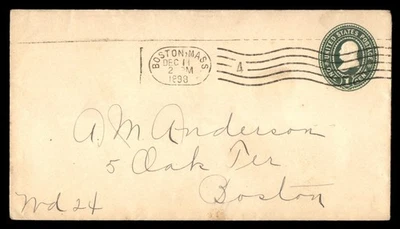 BOSTON, MASS
DEC 11
2 PM
1898
A
UNITED STATES POSTAGE
1
A. M. Anderson
5 Oak Ter
Boston
Wd 24